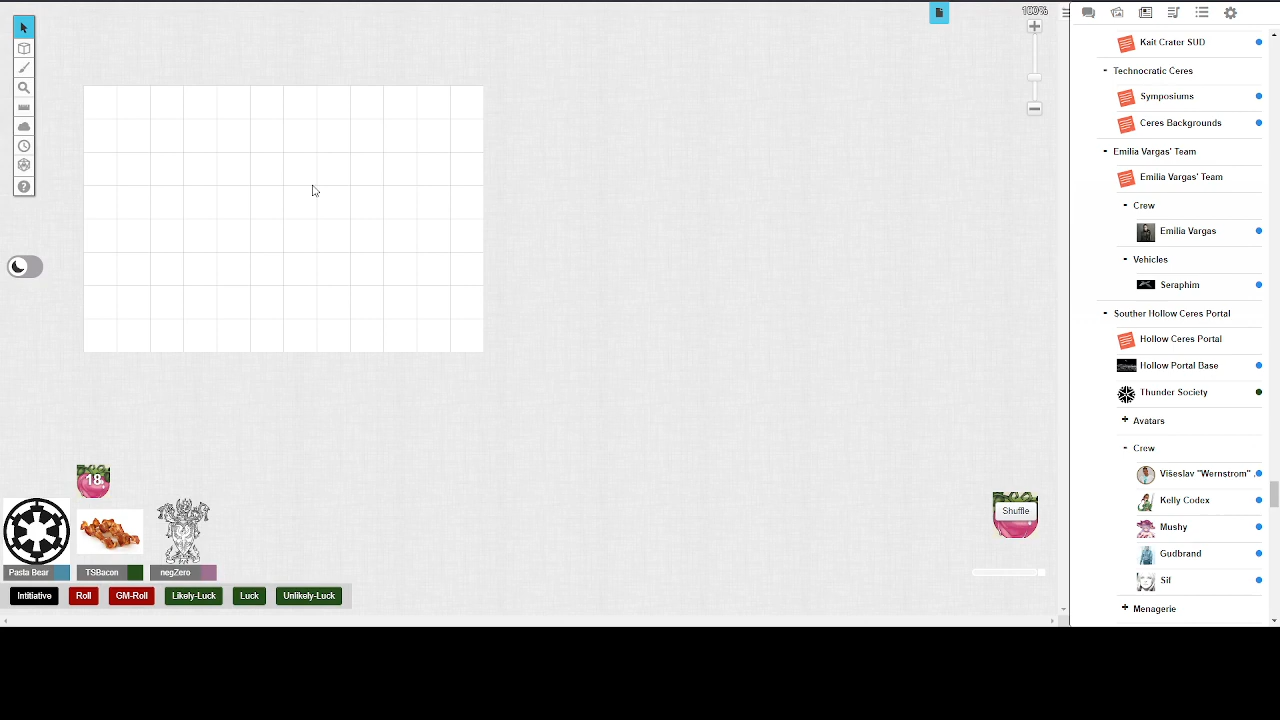 100%
Kait Crater SUD
Technocratic Ceres
Symposiums
Ceres Backgrounds
Emilia Vargas' Team
Emilia Vargas' Team
Crew
Emilia Vargas
Vehicles
Seraphim
Souther Hollow Ceres Portal
Hollow Ceres Portal
Hollow Portal Base
Thunder Society
Avatars
Crew
Višeslav "Wernstrom" .
Kelly Codex
Mushy
Gudbrand
Sif
Menagerie
18
Shuffle
Pasta Bear
TSBacon
negZero
Intitiative
Roll
GM-Roll
Likely-Luck
Luck
Unlikely-Luck